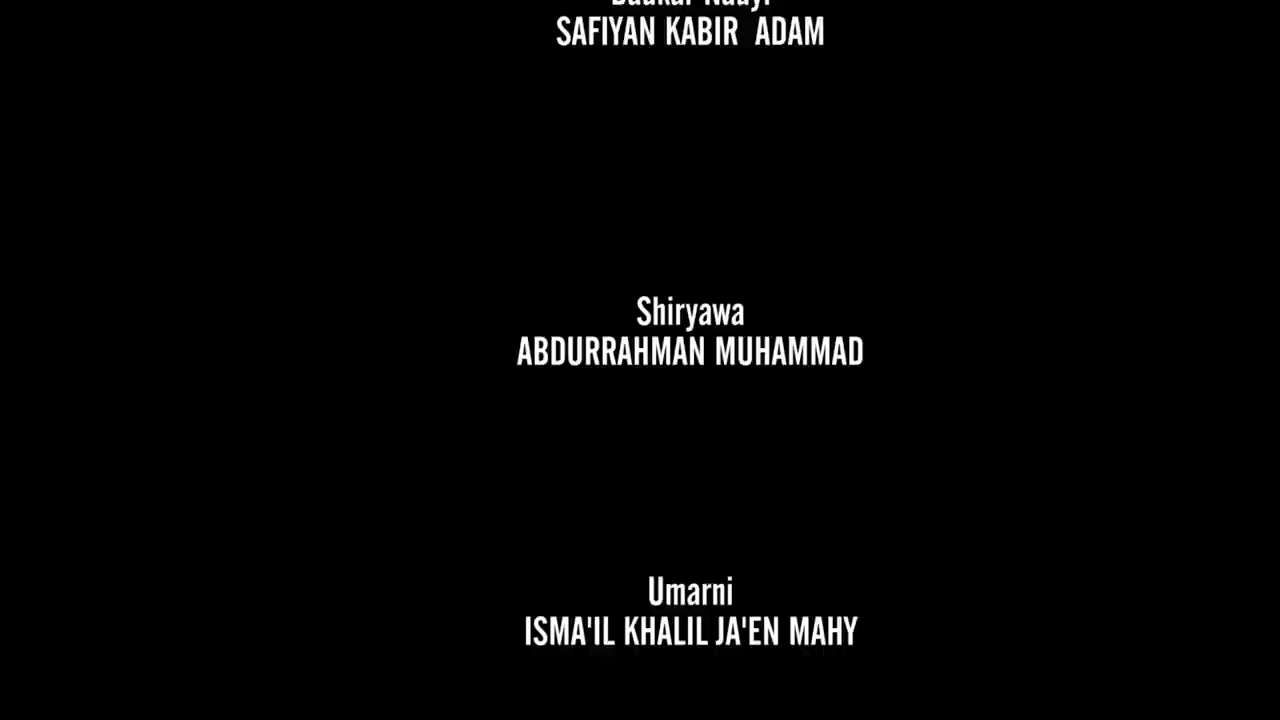 SAFIYAN KABIR  ADAM
Shiryawa
ABDURRAHMAN MUHAMMAD
Umarni
ISMA'IL KHALIL JA'EN MAHY